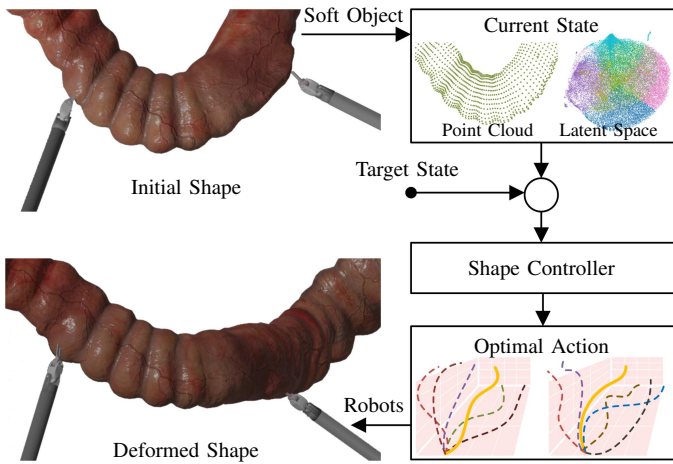 Soft Object
Current State
Point Cloud
Latent Space
Initial Shape
Target State
Shape Controller
Optimal Action
Robots
Deformed Shape